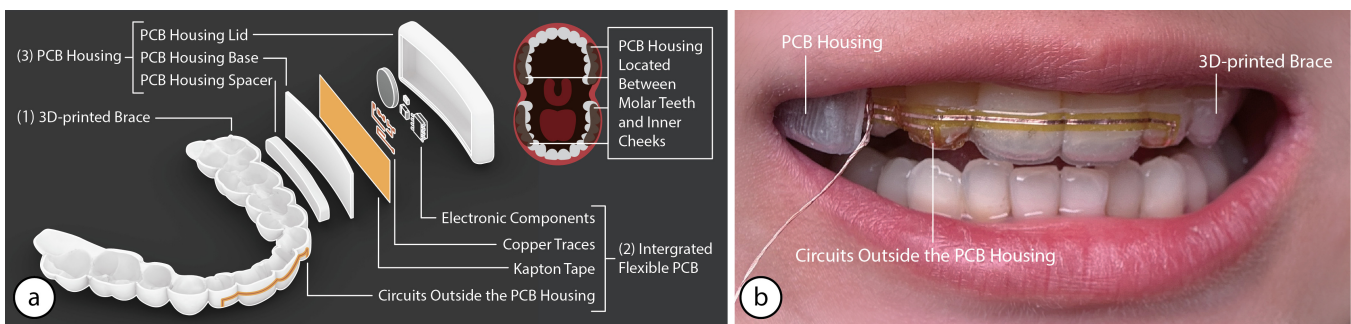 (3) PCB Housing
PCB Housing Lid
PCB Housing Base
PCB Housing Spacer
(1) 3D-printed Brace
PCB Housing
Located
Between
Molar Teeth
and Inner
Cheeks
Electronic Components
Copper Traces
Kapton Tape
Circuits Outside the PCB Housing
(2) Intergrated
Flexible PCB
a
PCB Housing
3D-printed Brace
Circuits Outside the PCB Housing
b